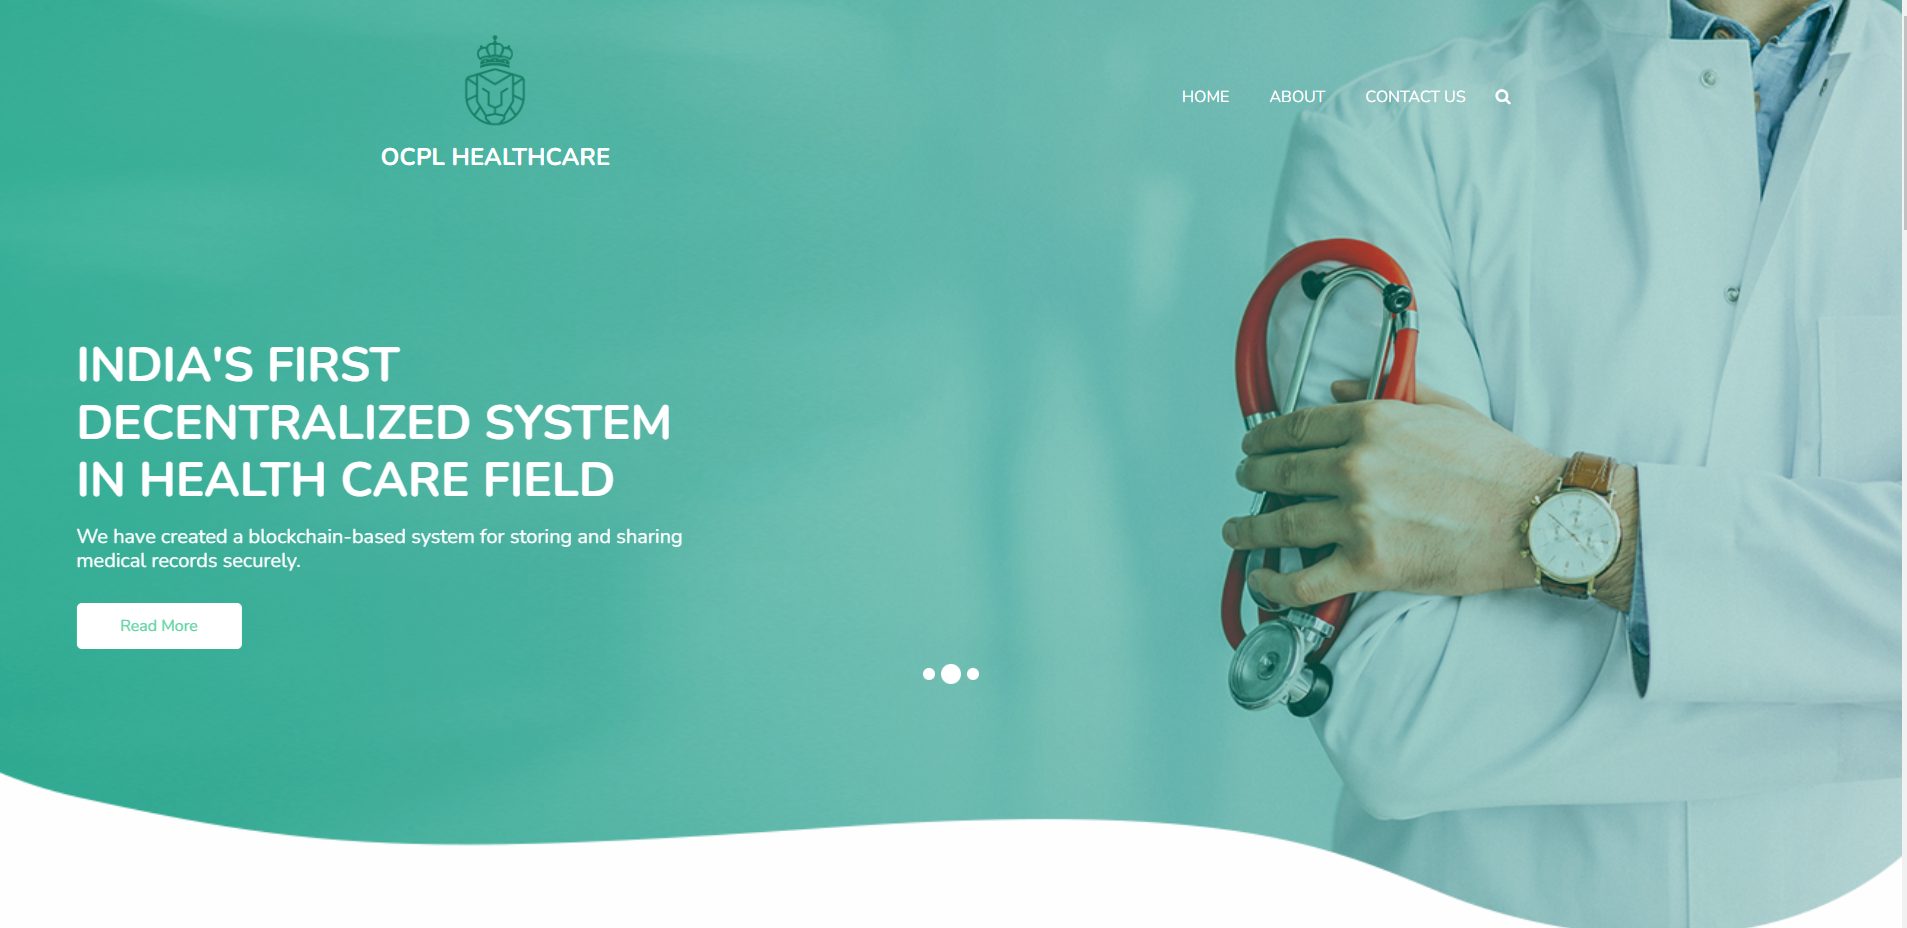 OCPL HEALTHCARE
HOME ABOUT CONTACT US
INDIA'S FIRST
DECENTRALIZED SYSTEM
IN HEALTH CARE FIELD
We have created a blockchain-based system for storing and sharing
medical records securely.
Read More